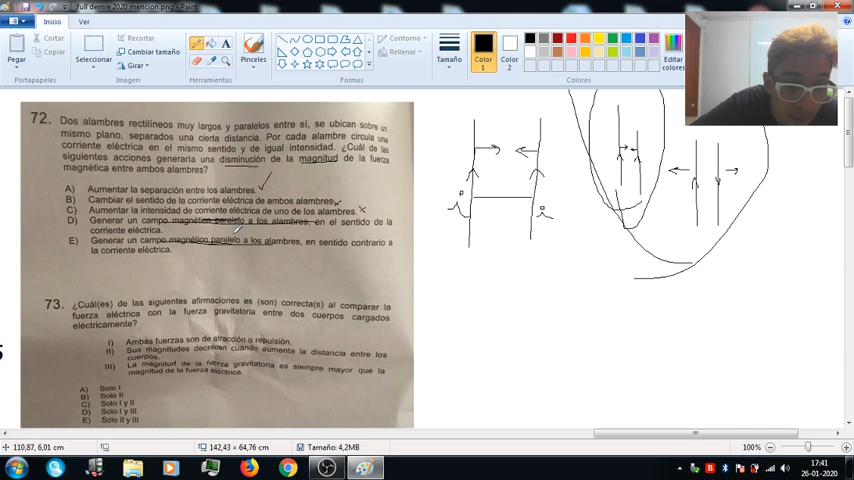 full demre 2020 mencion.png - Paint
Inicio
Ver
Pegar
Cortar
Copiar
Portapapeles
Seleccionar
Recortar
Cambiar tamaño
Girar
Imagen
Herramientas
Pinceles
Formas
Contorno
Rellenar
Tamaño
Color 1
Color 2
Editar colores
Colores
72.
Dos alambres rectilíneos muy largos y paralelos entre sí, se ubican sobre un
mismo plano, separados una cierta distancia. Por cada alambre circula una
corriente eléctrica en el mismo sentido y de igual intensidad. ¿Cuál de las
siguientes acciones generaría una disminución de la magnitud de la fuerza
magnética entre ambos alambres?
A) Aumentar la separación entre los alambres.
B) Cambiar el sentido de la corriente eléctrica de ambos alambres.
C) Aumentar la intensidad de corriente eléctrica de uno de los alambres.
D) Generar un campo magnético paralelo a los alambres, en el sentido de la
corriente eléctrica.
E) Generar un campo magnético paralelo a los alambres, en sentido contrario a
la corriente eléctrica.
i
i
73.
¿Cuál(es) de las siguientes afirmaciones es (son) correcta(s) al comparar la
fuerza eléctrica con la fuerza gravitatoria entre dos cuerpos cargados
eléctricamente?
I) Ambas fuerzas son de atracción o repulsión.
II) Sus magnitudes decrecen cuando aumenta la distancia entre los
cuerpos.
III) La magnitud de la fuerza gravitatoria es siempre mayor que la
magnitud de la fuerza eléctrica.
A) Solo I
B) Solo II
C) Solo I y II
D) Solo I y III
E) Solo II y III
5
110,87, 6,01 cm
142,43 × 64,76 cm
Tamaño: 4,2MB
100%
17:41
26-01-2020